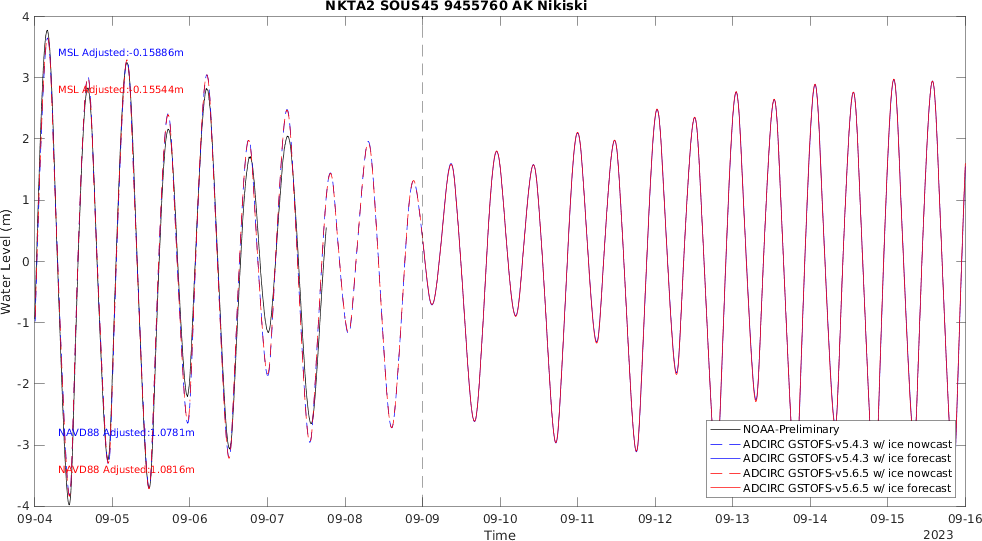 NKTA2 SOUS45 9455760 AK Nikiski
4
3
2
1
0
-1
-2
-3
-4
Water Level (m)
MSL Adjusted:-0.15886m
MSL Adjusted:-0.15544m
NAVD88 Adjusted:1.0781m
NAVD88 Adjusted:1.0816m
NOAA-Preliminary
ADCIRC GSTOFS-v5.4.3 w/ ice nowcast
ADCIRC GSTOFS-v5.4.3 w/ ice forecast
ADCIRC GSTOFS-v5.6.5 w/ ice nowcast
ADCIRC GSTOFS-v5.6.5 w/ ice forecast
09-04 09-05 09-06 09-07 09-08 09-09 09-10 09-11 09-12 09-13 09-14 09-15 09-16
Time
2023